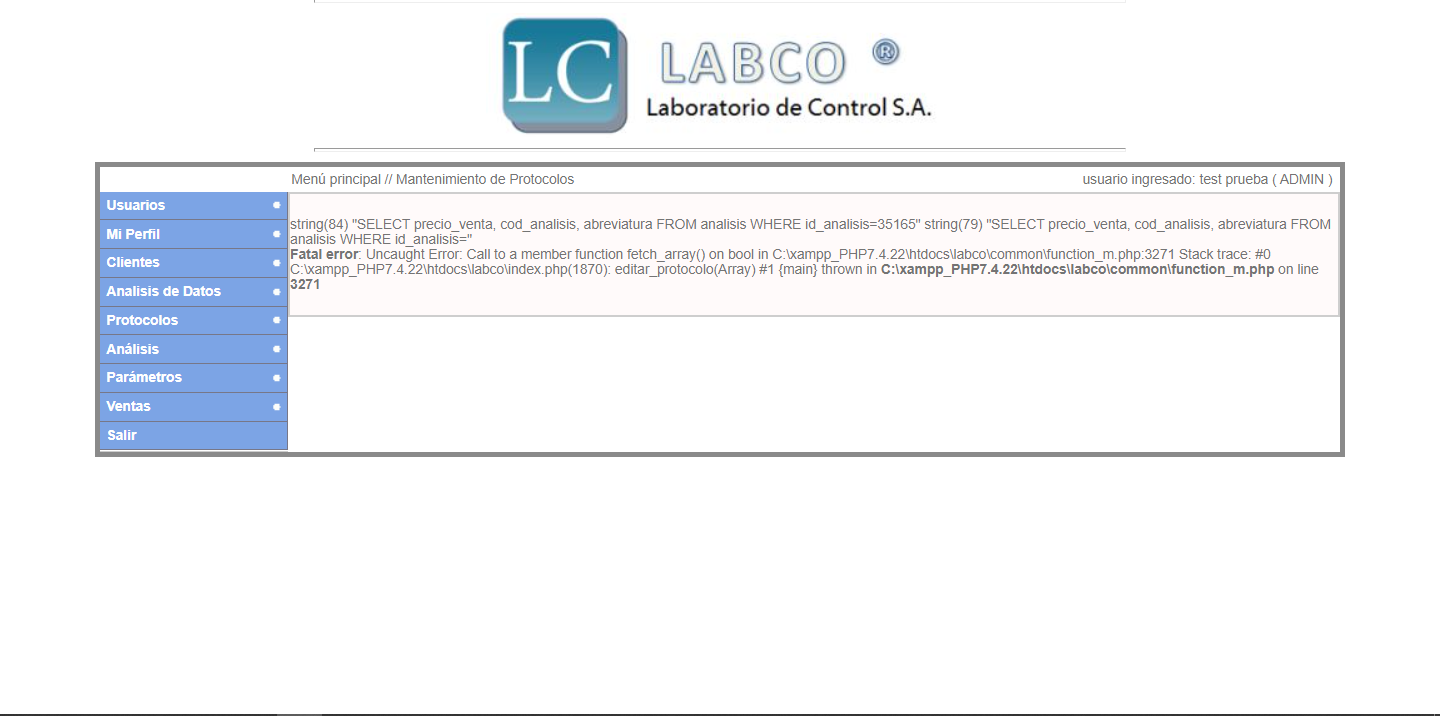 LC LABCO ®
Laboratorio de Control S.A.
Menú principal // Mantenimiento de Protocolos
usuario ingresado: test prueba ( ADMIN )
Usuarios
Mi Perfil
Clientes
Analisis de Datos
Protocolos
Análisis
Parámetros
Ventas
Salir
string(84) "SELECT precio_venta, cod_analisis, abreviatura FROM analisis WHERE id_analisis=35165" string(79) "SELECT precio_venta, cod_analisis, abreviatura FROM
analisis WHERE id_analisis="
Fatal error: Uncaught Error: Call to a member function fetch_array() on bool in C:\xampp_PHP7.4.22\htdocs\labco\common\function_m.php:3271 Stack trace: #0
C:\xampp_PHP7.4.22\htdocs\labco\index.php(1870): editar_protocolo(Array) #1 {main} thrown in C:\xampp_PHP7.4.22\htdocs\labco\common\function_m.php on line
3271